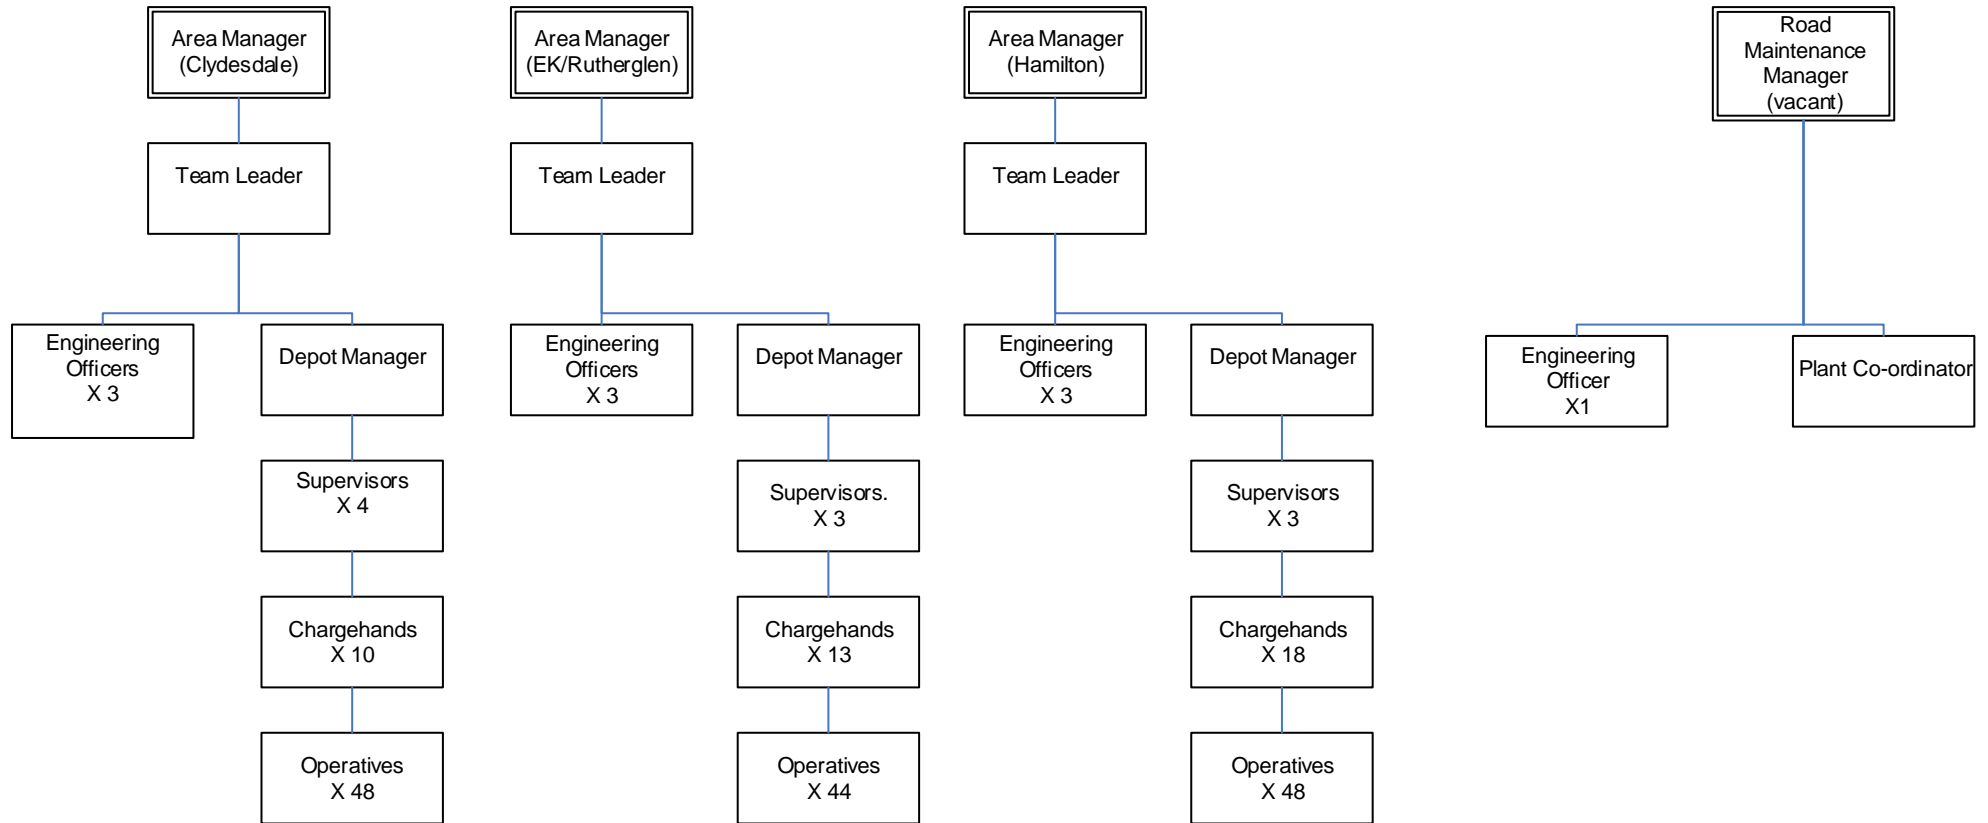 Area Manager
(Clydesdale)
Team Leader
Engineering
Officers
X 3
Depot Manager
Supervisors
X 4
Chargehands
X 10
Operatives
X 48
Area Manager
(EK/Rutherglen)
Team Leader
Engineering
Officers
X 3
Depot Manager
Supervisors.
X 3
Chargehands
X 13
Operatives
X 44
Area Manager
(Hamilton)
Team Leader
Engineering
Officers
X 3
Depot Manager
Supervisors
X 3
Chargehands
X 18
Operatives
X 48
Road
Maintenance
Manager
(vacant)
Engineering
Officer
X1
Plant Co-ordinator